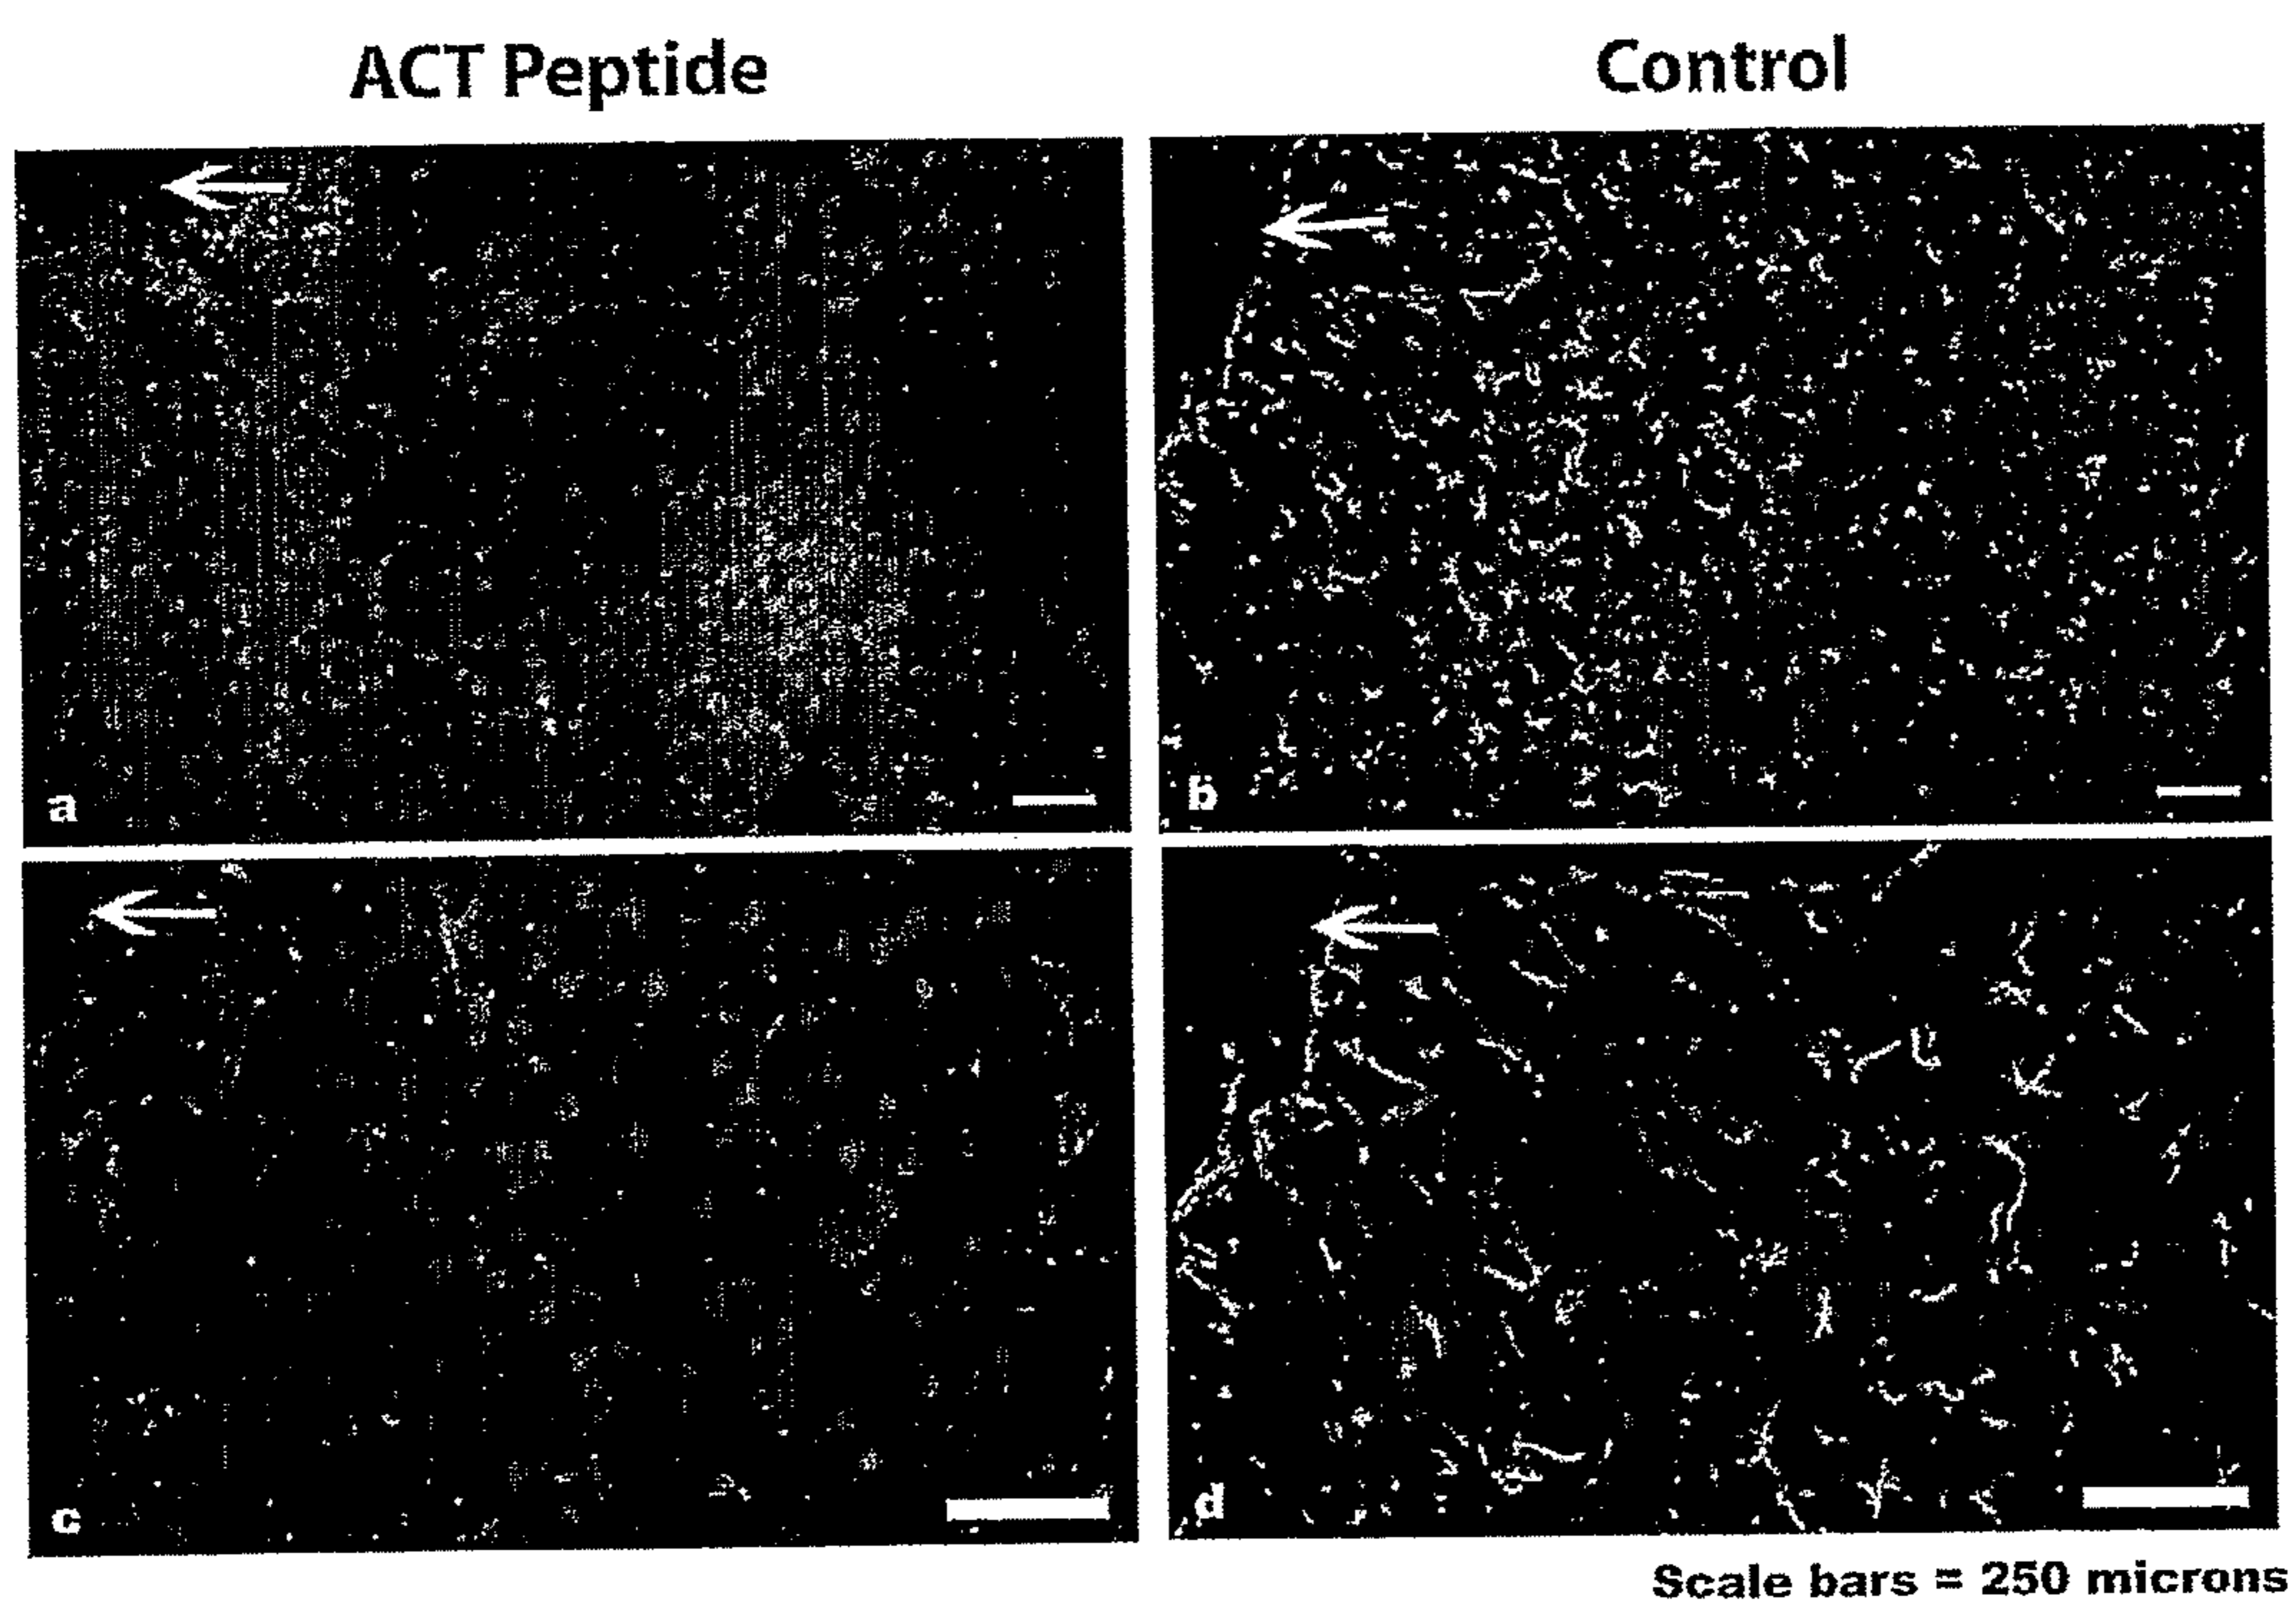 ACT Peptide
Control
a
b
c
d
Scale bars = 250 microns